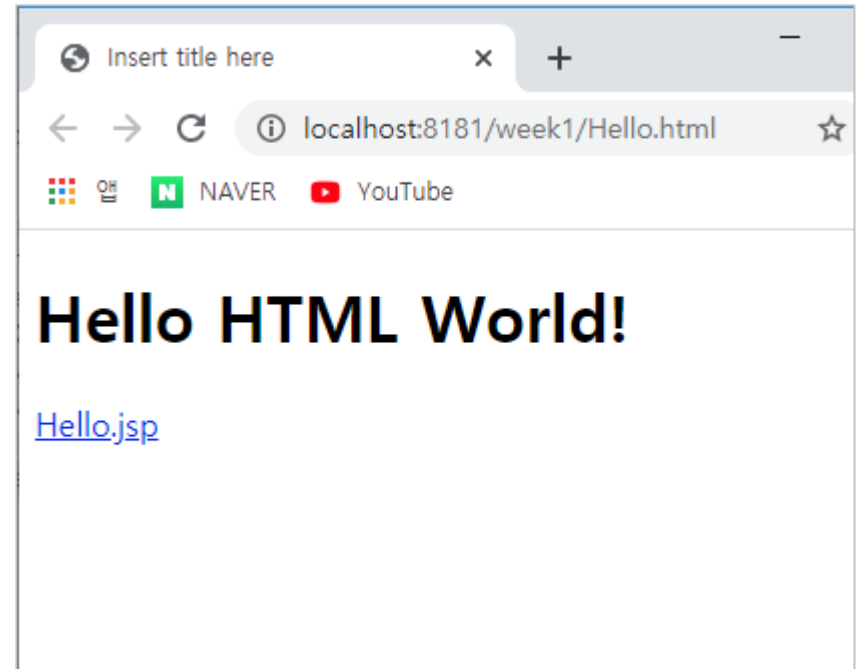 Insert title here
localhost:8181/week1/Hello.html
앱 N NAVER YouTube
Hello HTML World!
Hello.jsp